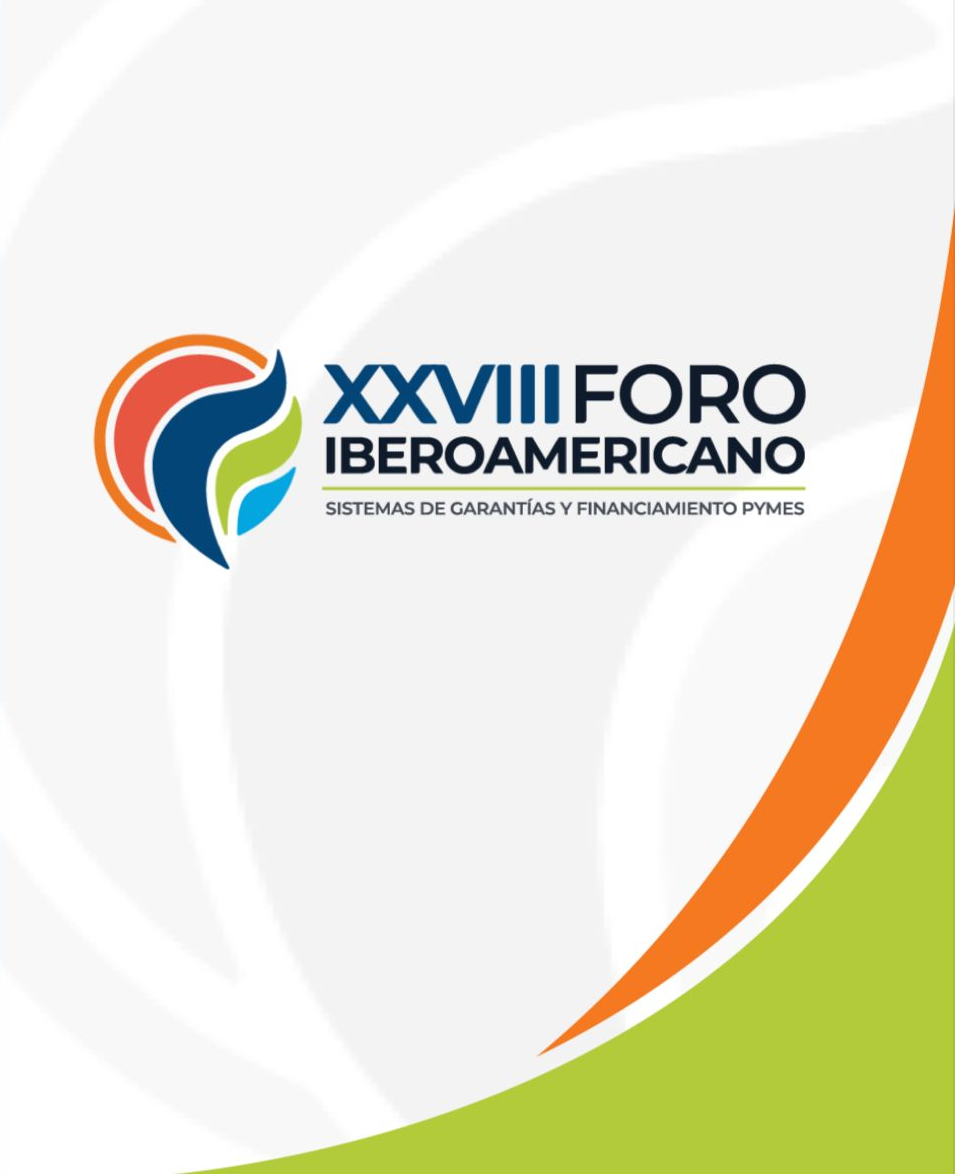 XXVIII FORO
IBEROAMERICANO
SISTEMAS DE GARANTÍAS Y FINANCIAMIENTO PYMES